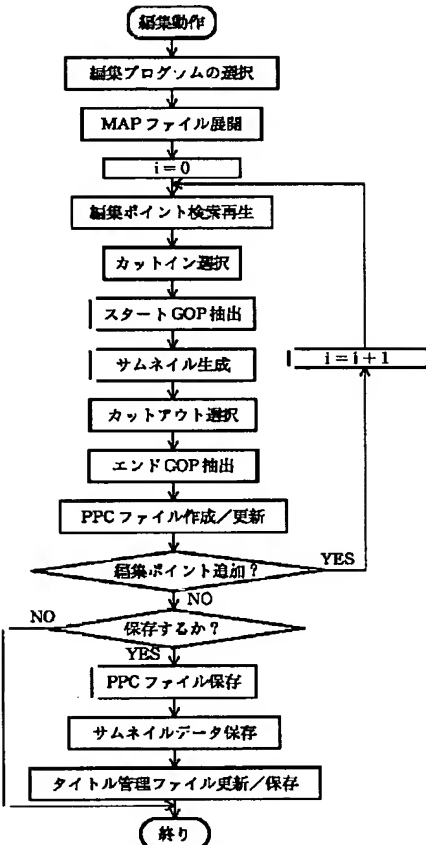 編集動作
編集プログラムの選択
MAPファイル展開
i=0
編集ポイント検索再生
カットイン選択
スタートGOP抽出
サムネイル生成
i=i+1
カットアウト選択
エンドGOP抽出
PPCファイル作成/更新
編集ポイント追加?
YES
NO
NO
保存するか?
YES
PPCファイル保存
サムネイルデータ保存
タイトル管理ファイル更新/保存
終り